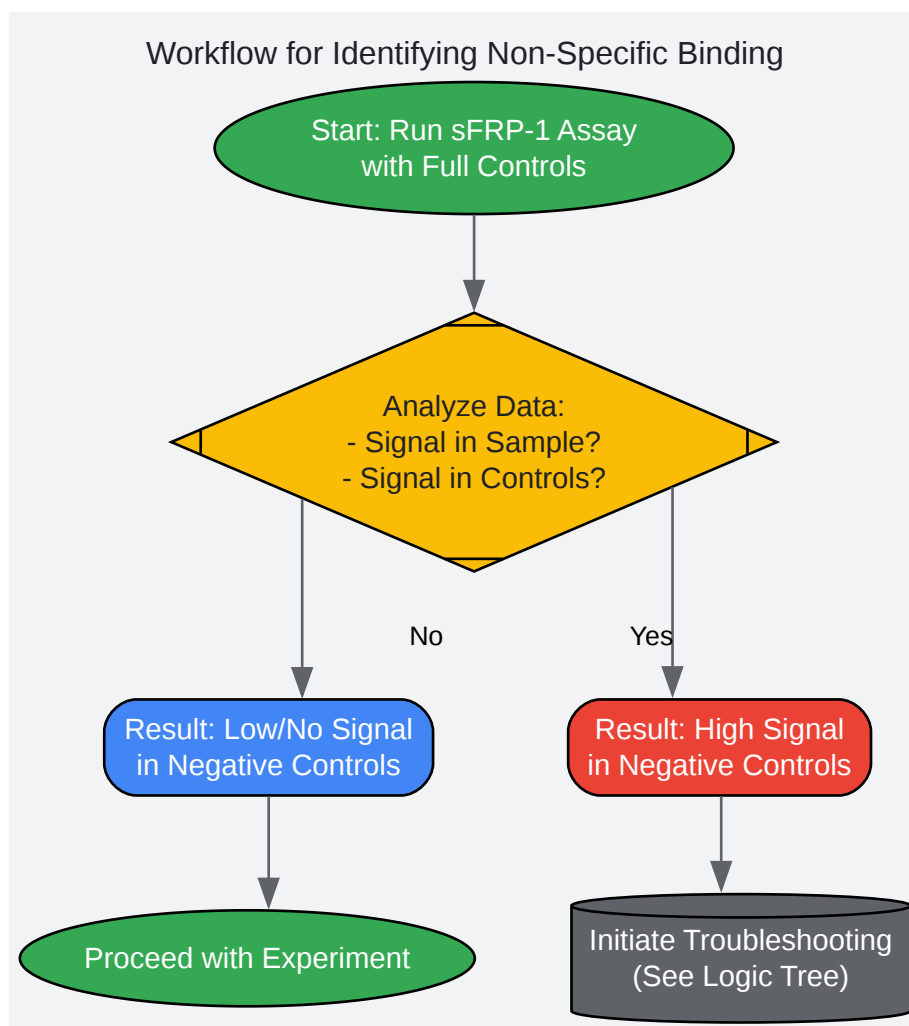 Workflow for Identifying Non-Specific Binding
Start: Run sFRP-1 Assay
with Full Controls
Analyze Data:
- Signal in Sample?
- Signal in Controls?
No
Yes
Result: Low/No Signal
in Negative Controls
Result: High Signal
in Negative Controls
Proceed with Experiment
Initiate Troubleshooting
(See Logic Tree)